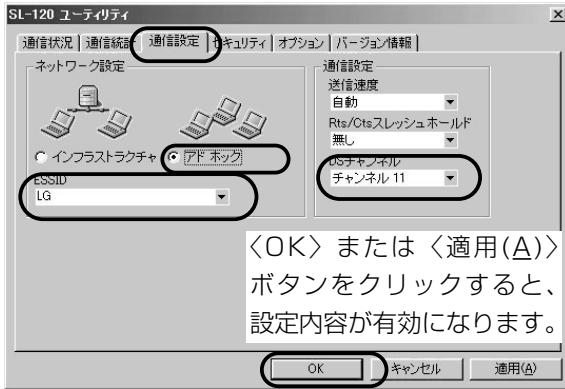 SL-120 ユーティリティ
通信状況 通信統計 通信設定 セキュリティ オプション バージョン情報
ネットワーク設定
インフラストラクチャ アド ホック
ESSID
LG
通信設定
送信速度
自動
Rts/Ctsスレッショホールド
無し
DSチャンネル
チャンネル 11
〈OK〉または〈適用(A)〉
ボタンをクリックすると、
設定内容が有効になります。
OK キャンセル 適用(A)